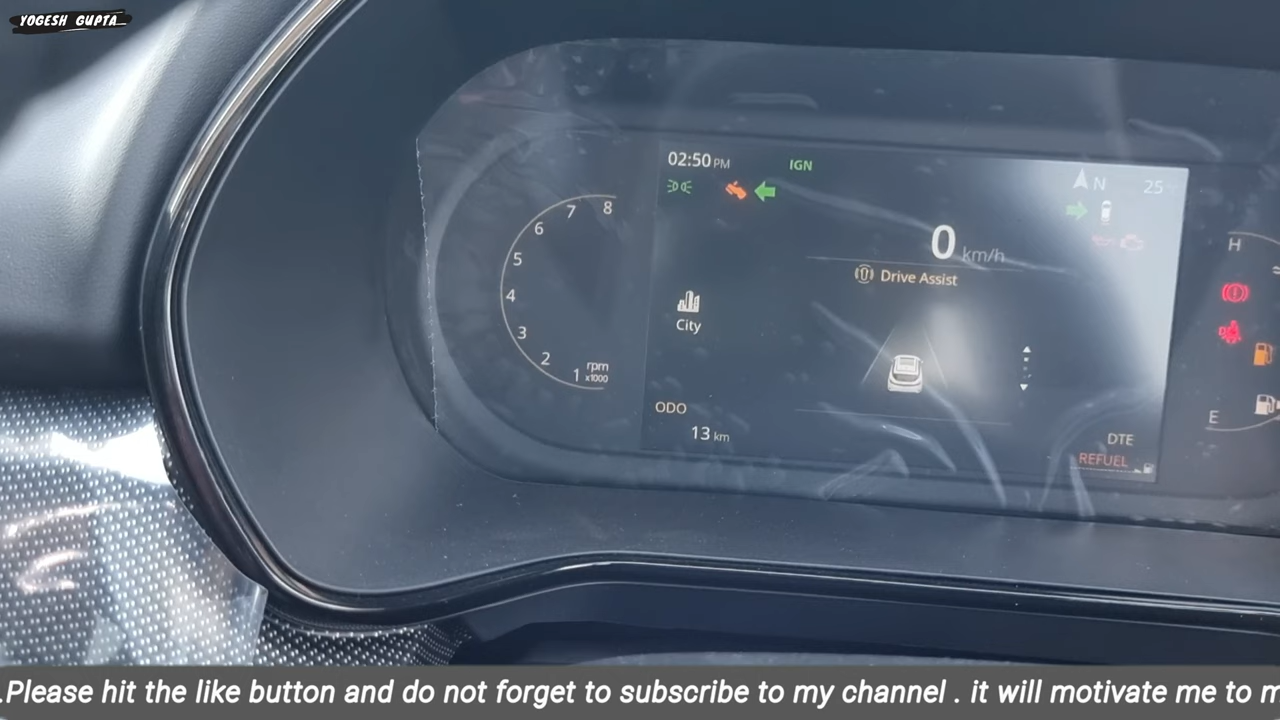 YOGESH GUPTA
02:50 PM
IGN
N
25
0 km/h
Drive Assist
City
8
7
6
5
4
3
2
1
rpm
x1000
ODO
13 km
DTE
REFUEL
H
E
.Please hit the like button and do not forget to subscribe to my channel . it will motivate me to m